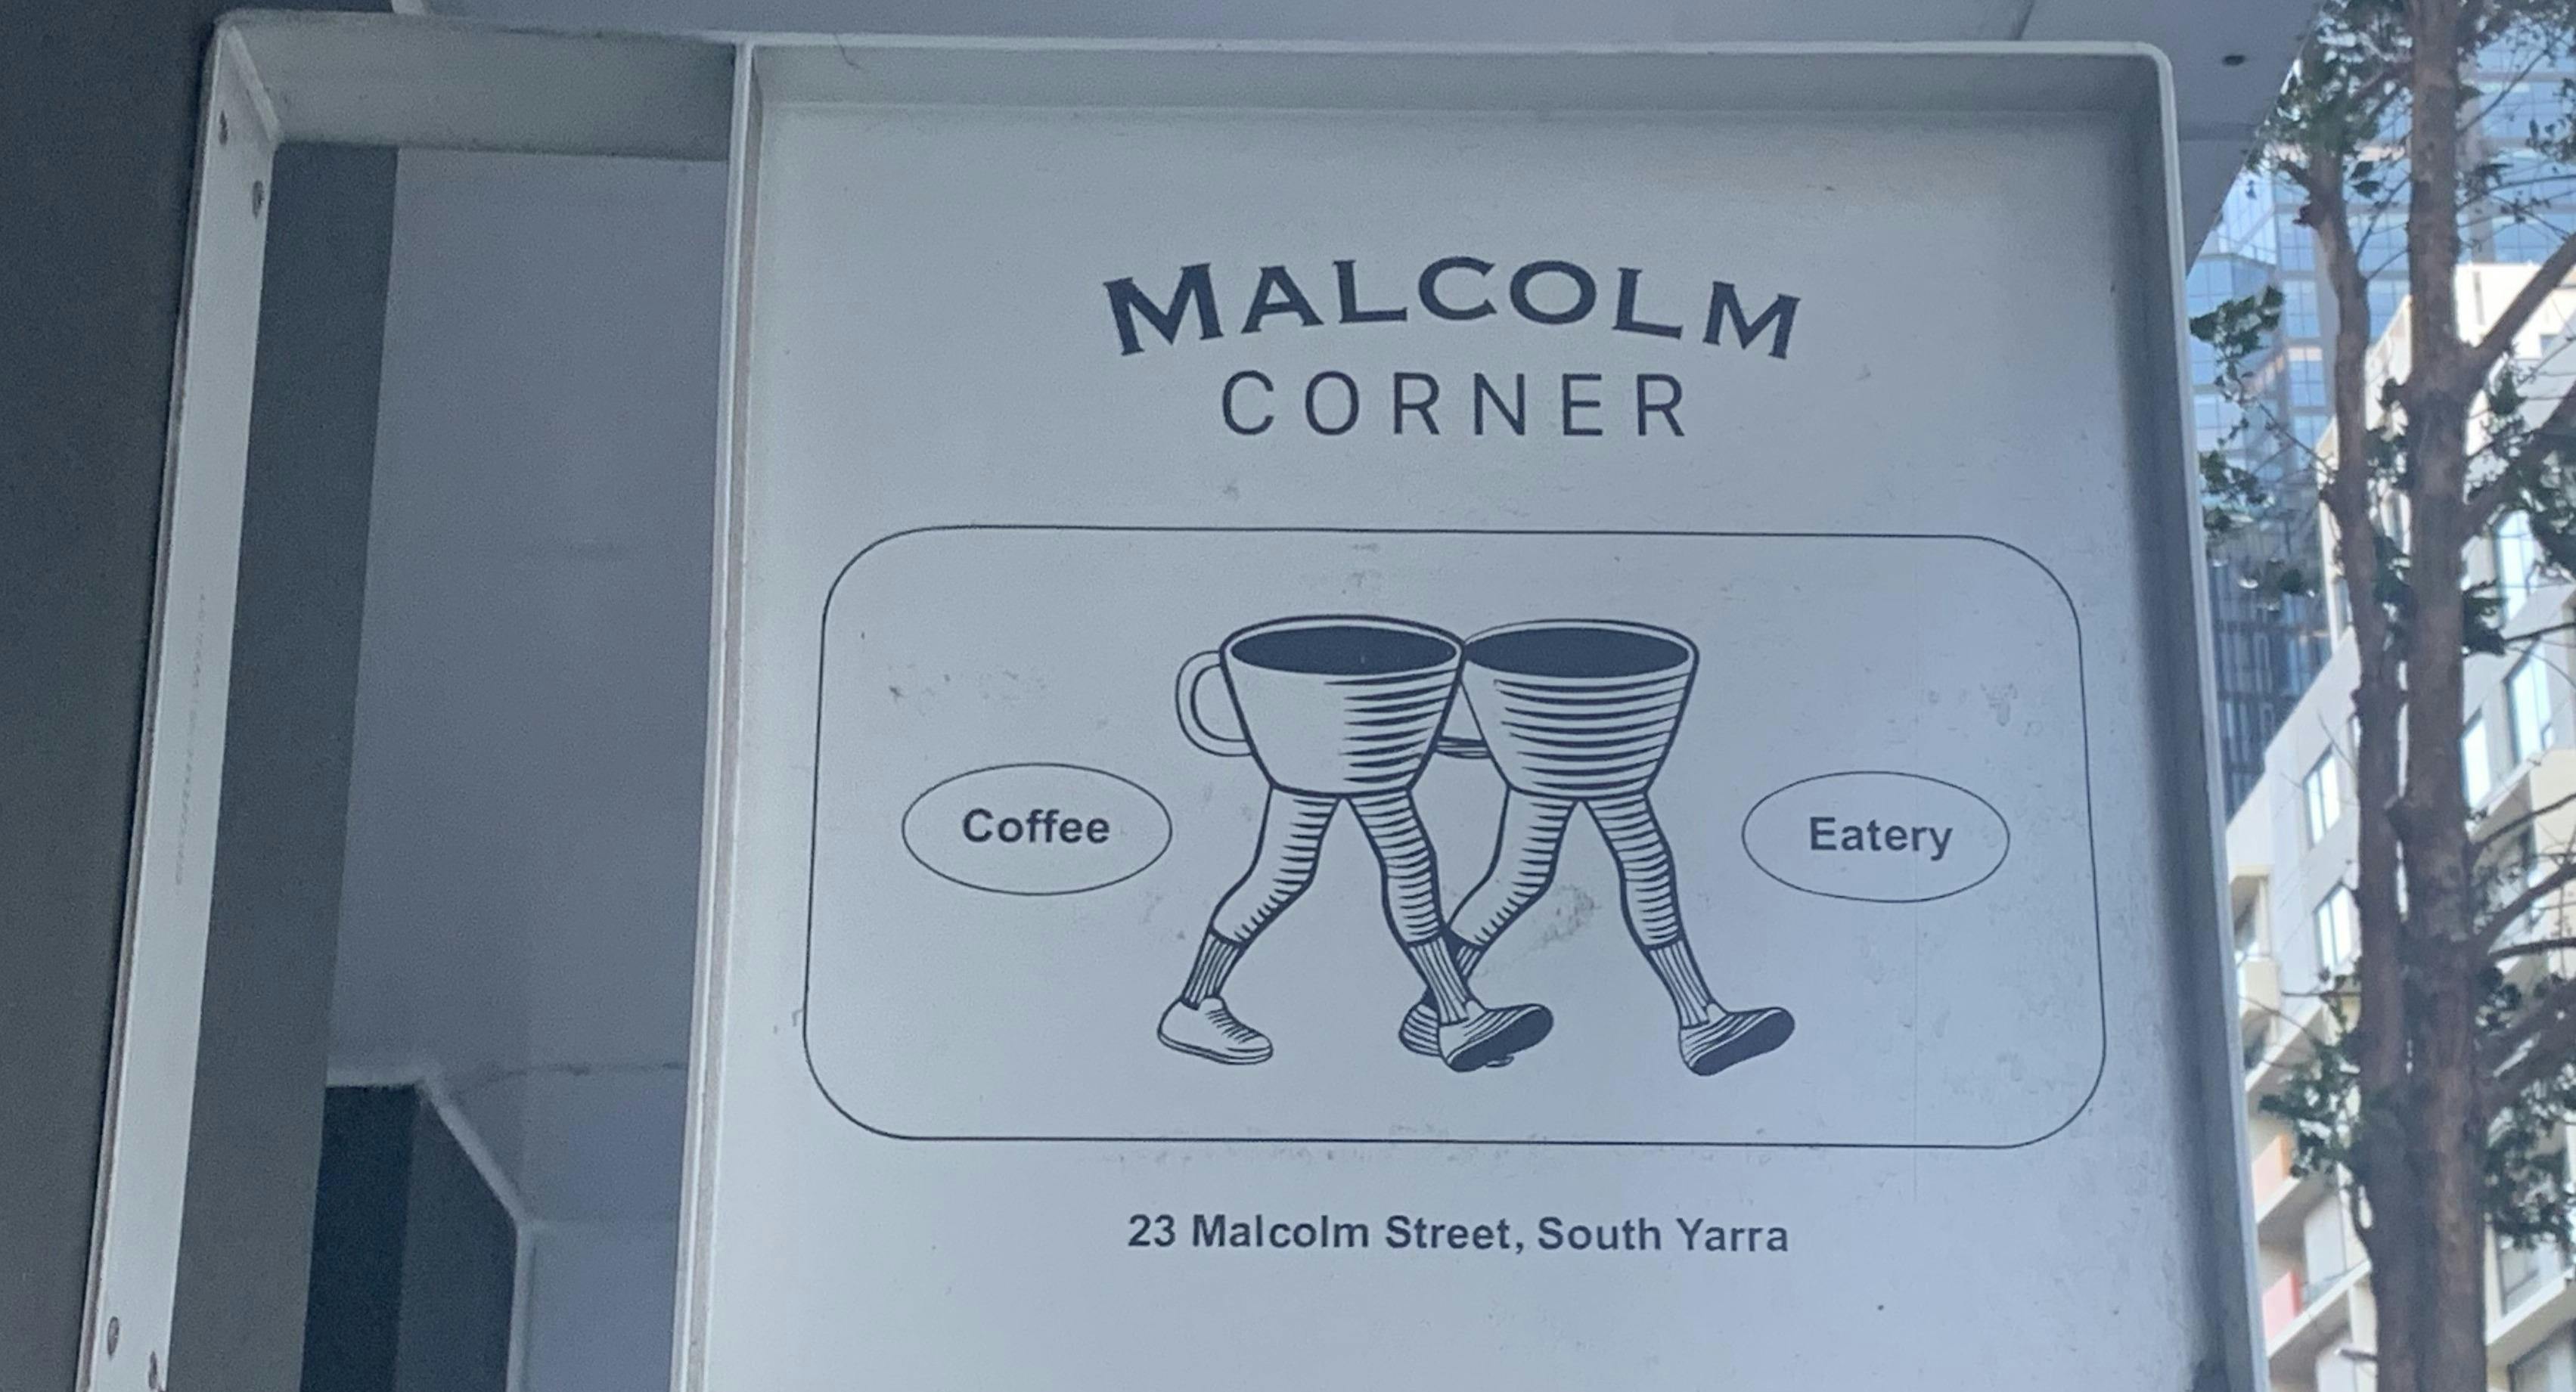 MALCOLM
CORNER
Coffee
Eatery
23 Malcolm Street, South Yarra